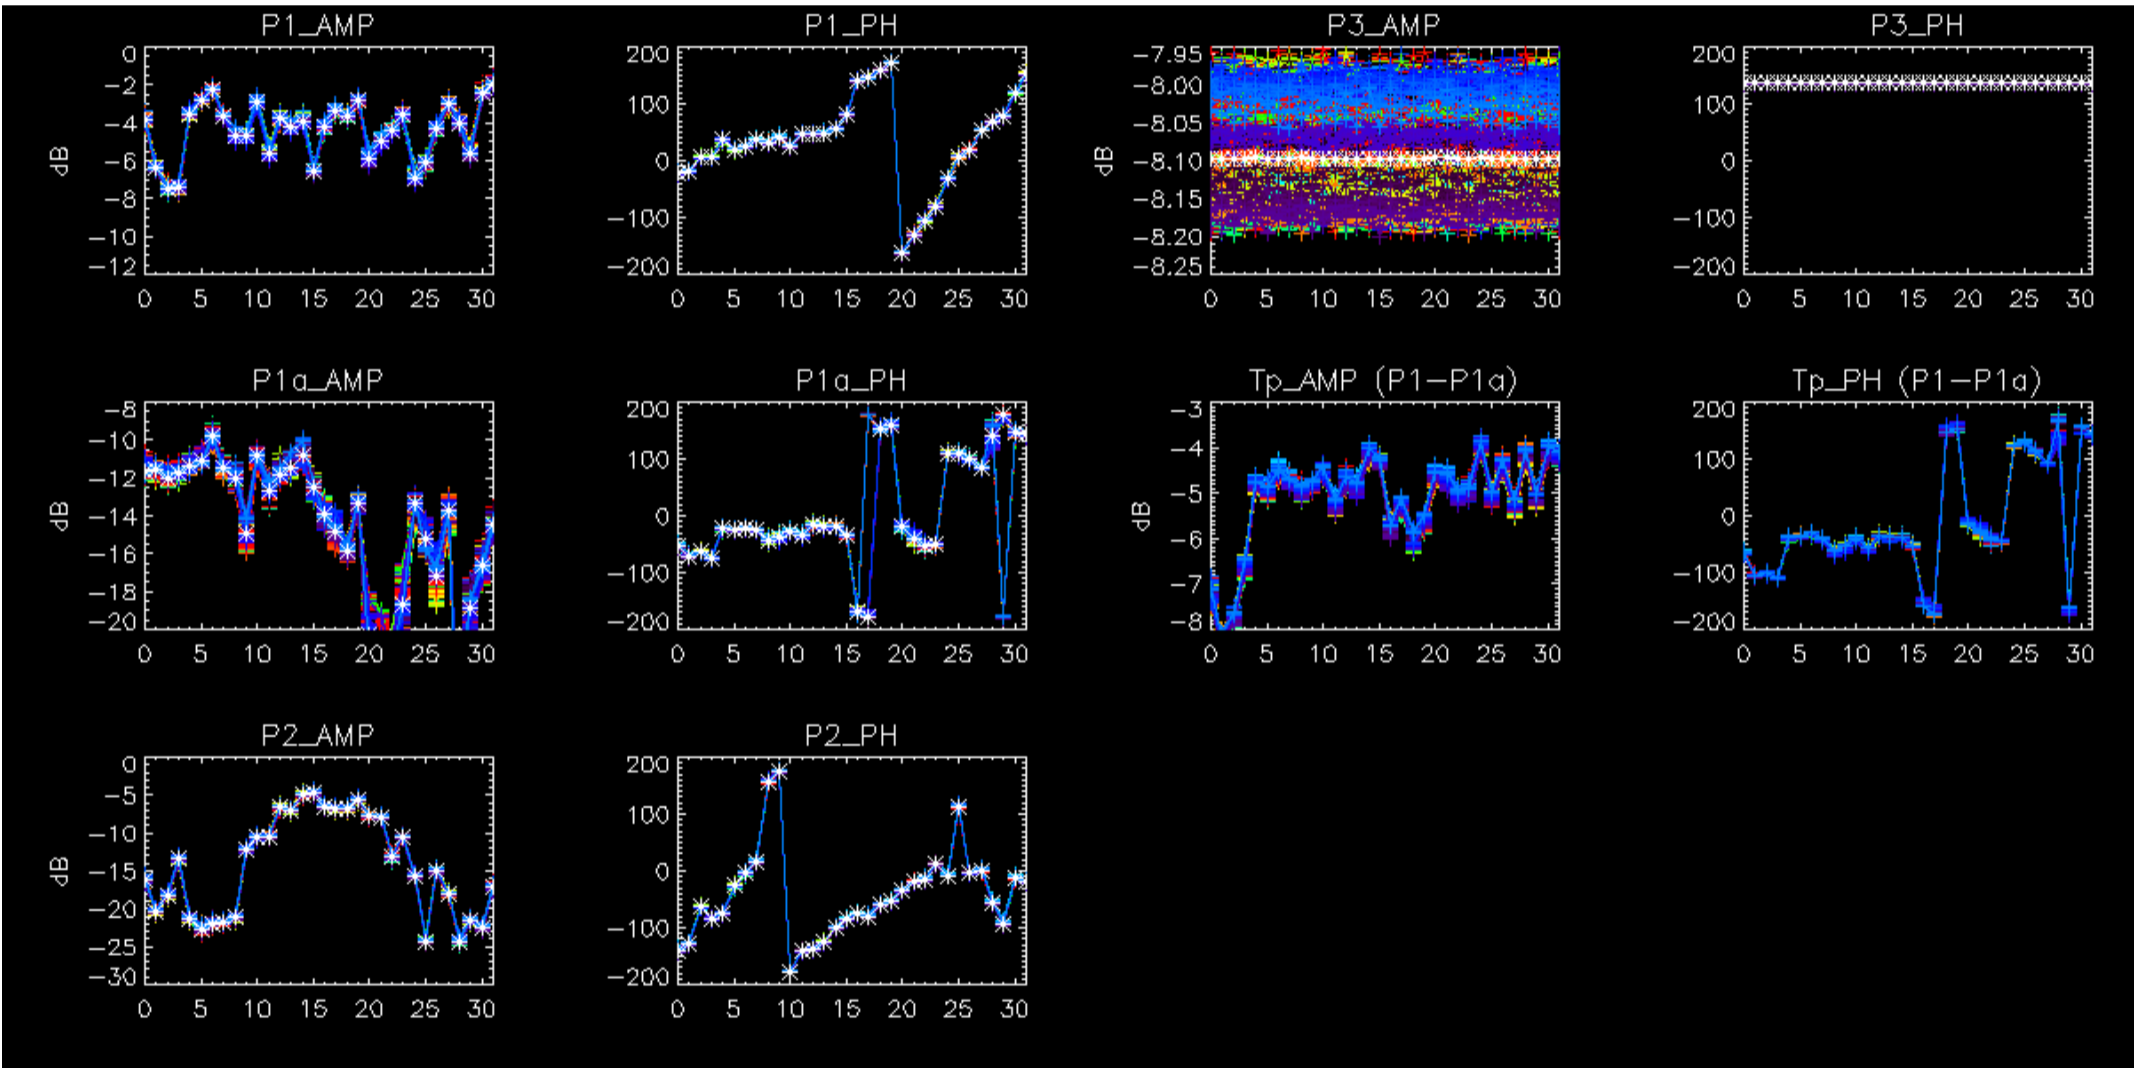 P1_AMP P1_PH P3_AMP P3_PH
0 200 -7.95 200
-2 100 -8.00 100
-4 0 -8.05 0
dB -6 -100 dB -8.10 -100
-8 -200 -8.15 -200
-10 -8.20
-12 -8.25
0 5 10 15 20 25 30 0 5 10 15 20 25 30 0 5 10 15 20 25 30 0 5 10 15 20 25 30
P1a_AMP P1a_PH Tp_AMP (P1-P1a) Tp_PH (P1-P1a)
-8 200 -3 200
-10 100 -4 100
-12 0 -5 0
dB -14 -100 dB -6 -100
-16 -200 -7 -200
-18 -8
-20
0 5 10 15 20 25 30 0 5 10 15 20 25 30 0 5 10 15 20 25 30 0 5 10 15 20 25 30
P2_AMP P2_PH
0 200
-5 100
-10 0
dB -15 -100
-20 -200
-25
-30
0 5 10 15 20 25 30 0 5 10 15 20 25 30